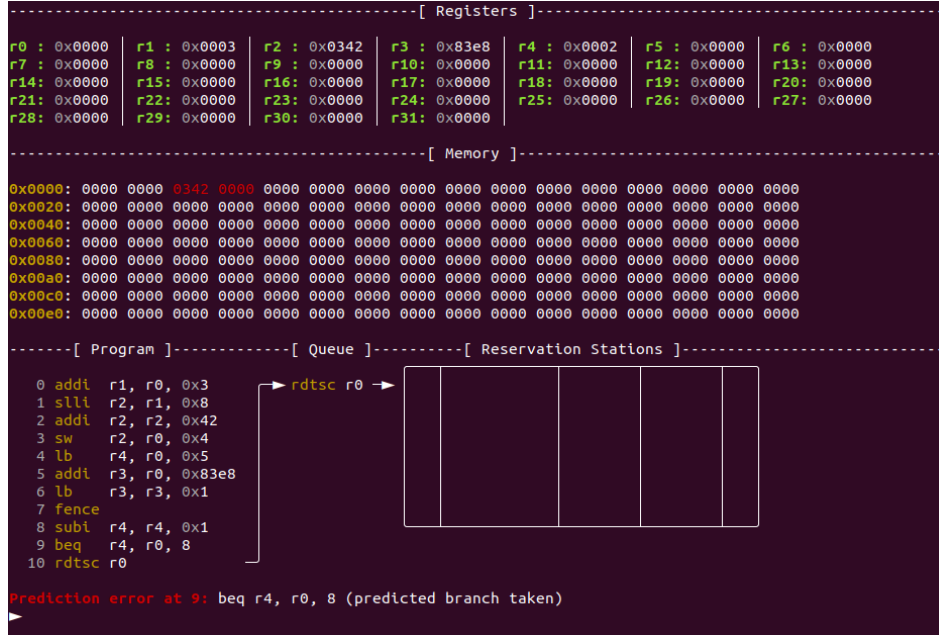 ---------------------------------------------[ Registers ]---------------------------------------------
r0 : 0x0000 | r1 : 0x0003 | r2 : 0x0342 | r3 : 0x83e8 | r4 : 0x0002 | r5 : 0x0000 | r6 : 0x0000
r7 : 0x0000 | r8 : 0x0000 | r9 : 0x0000 | r10: 0x0000 | r11: 0x0000 | r12: 0x0000 | r13: 0x0000
r14: 0x0000 | r15: 0x0000 | r16: 0x0000 | r17: 0x0000 | r18: 0x0000 | r19: 0x0000 | r20: 0x0000
r21: 0x0000 | r22: 0x0000 | r23: 0x0000 | r24: 0x0000 | r25: 0x0000 | r26: 0x0000 | r27: 0x0000
r28: 0x0000 | r29: 0x0000 | r30: 0x0000 | r31: 0x0000 |
----------------------------------------------[ Memory ]----------------------------------------------
0x0000: 0000 0000 0342 0000 0000 0000 0000 0000 0000 0000 0000 0000 0000 0000 0000 0000
0x0020: 0000 0000 0000 0000 0000 0000 0000 0000 0000 0000 0000 0000 0000 0000 0000 0000
0x0040: 0000 0000 0000 0000 0000 0000 0000 0000 0000 0000 0000 0000 0000 0000 0000 0000
0x0060: 0000 0000 0000 0000 0000 0000 0000 0000 0000 0000 0000 0000 0000 0000 0000 0000
0x0080: 0000 0000 0000 0000 0000 0000 0000 0000 0000 0000 0000 0000 0000 0000 0000 0000
0x00a0: 0000 0000 0000 0000 0000 0000 0000 0000 0000 0000 0000 0000 0000 0000 0000 0000
0x00c0: 0000 0000 0000 0000 0000 0000 0000 0000 0000 0000 0000 0000 0000 0000 0000 0000
0x00e0: 0000 0000 0000 0000 0000 0000 0000 0000 0000 0000 0000 0000 0000 0000 0000 0000
-------[ Program ]-------------[ Queue ]----------[ Reservation Stations ]----------------------------
0 addi r1, r0, 0x3 rdtsc r0
1 slli r2, r1, 0x8
2 addi r2, r2, 0x42
3 sw r2, r0, 0x4
4 lb r4, r0, 0x5
5 addi r3, r0, 0x83e8
6 lb r3, r3, 0x1
7 fence
8 subi r4, r4, 0x1
9 beq r4, r0, 8
10 rdtsc r0
Prediction error at 9: beq r4, r0, 8 (predicted branch taken)